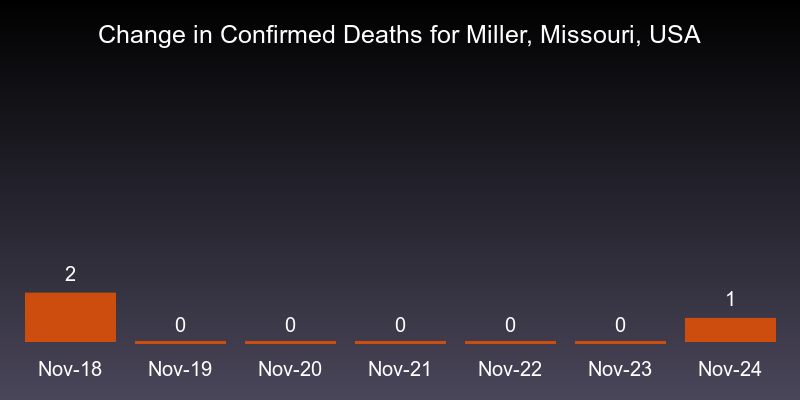 Change in Confirmed Deaths for Miller, Missouri, USA
2
0
0
0
0
0
1
Nov-18
Nov-19
Nov-20
Nov-21
Nov-22
Nov-23
Nov-24